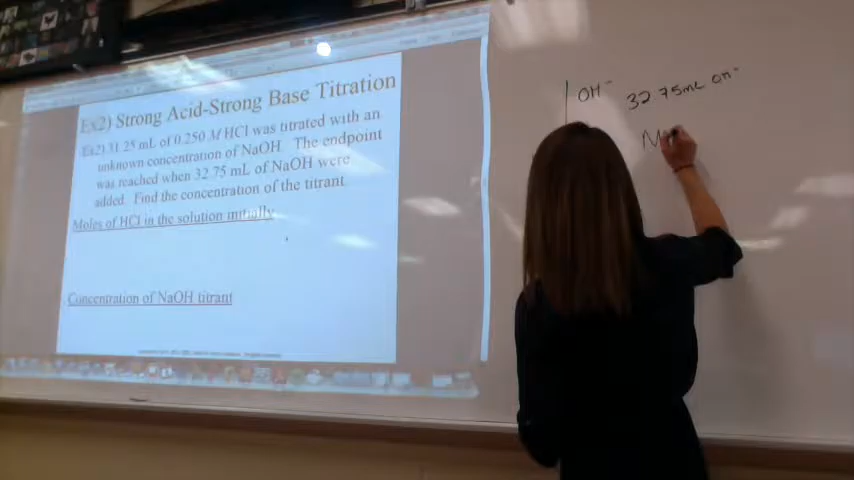 Ex2) Strong Acid-Strong Base Titration
Ex2) 31.25 mL of 0.250 M HCl was titrated with an
unknown concentration of NaOH. The endpoint
was reached when 32.75 mL of NaOH were
added. Find the concentration of the titrant
Moles of HCl in the solution initially
Concentration of NaOH titrant
OH⁻
32.75mL OH⁻
M